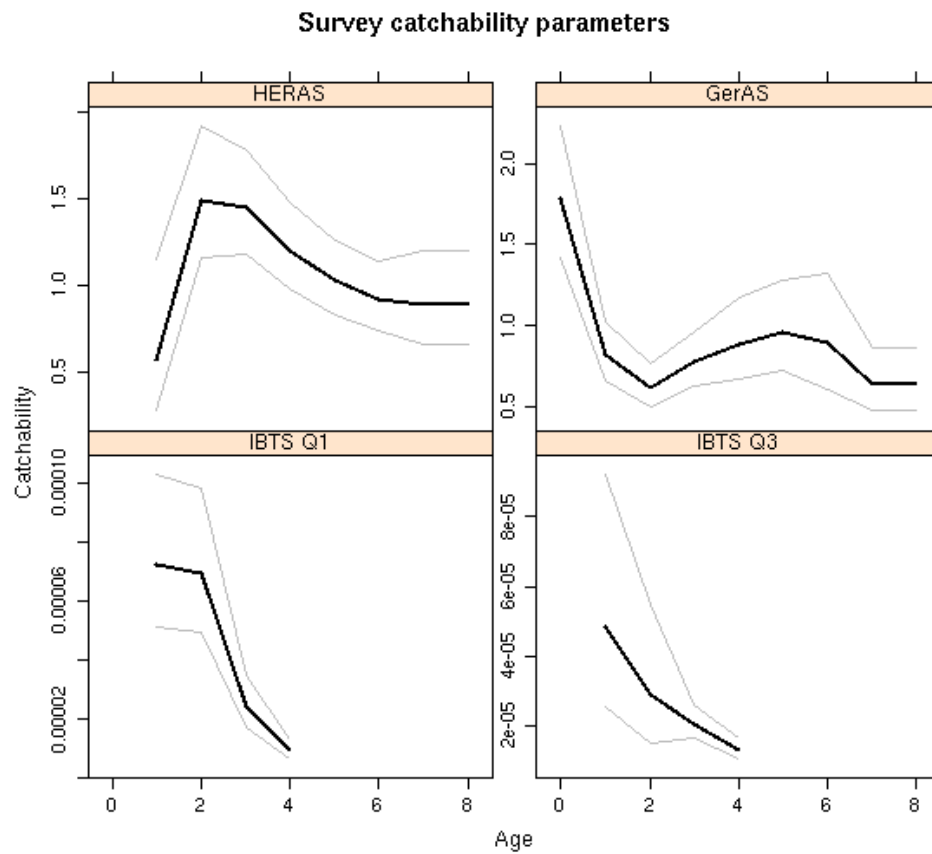 Survey catchability parameters
HERAS
GerAS
0.5 1.0 1.5
0.5 1.0 1.5 2.0
Catchability
IBTS Q1
IBTS Q3
0.00002 0.00006 0.00010
2e-05 4e-05 6e-05 8e-05
0 2 4 6 8
0 2 4 6 8
Age